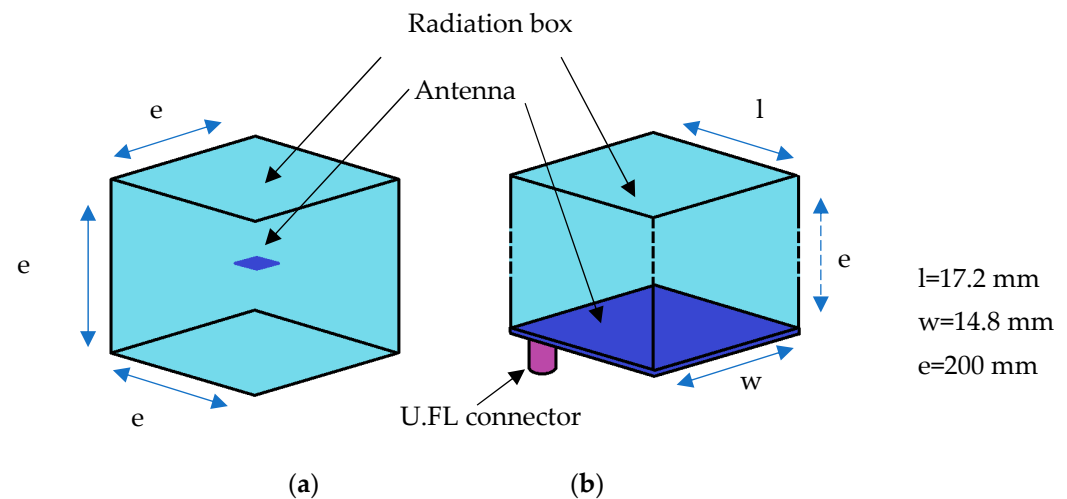 Radiation box
Antenna
e
l
e
e
l=17.2 mm
w=14.8 mm
e=200 mm
e
w
U.FL connector
(a)
(b)